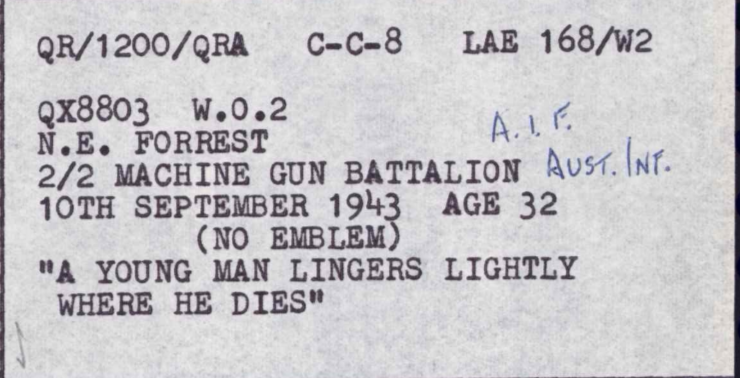 QR/1200/QRA C-C-8 LAE 168/W2
QX8803 W.O.2
N.E. FORREST
A.I.F.
2/2 MACHINE GUN BATTALION AUST. INF.
10TH SEPTEMBER 1943 AGE 32
(NO EMBLEM)
"A YOUNG MAN LINGERS LIGHTLY
WHERE HE DIES"